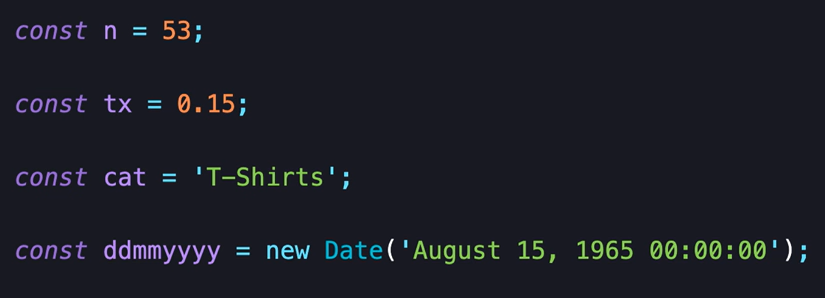 const n = 53;
const tx = 0.15;
const cat = 'T-Shirts';
const ddmmyyyy = new Date('August 15, 1965 00:00:00');